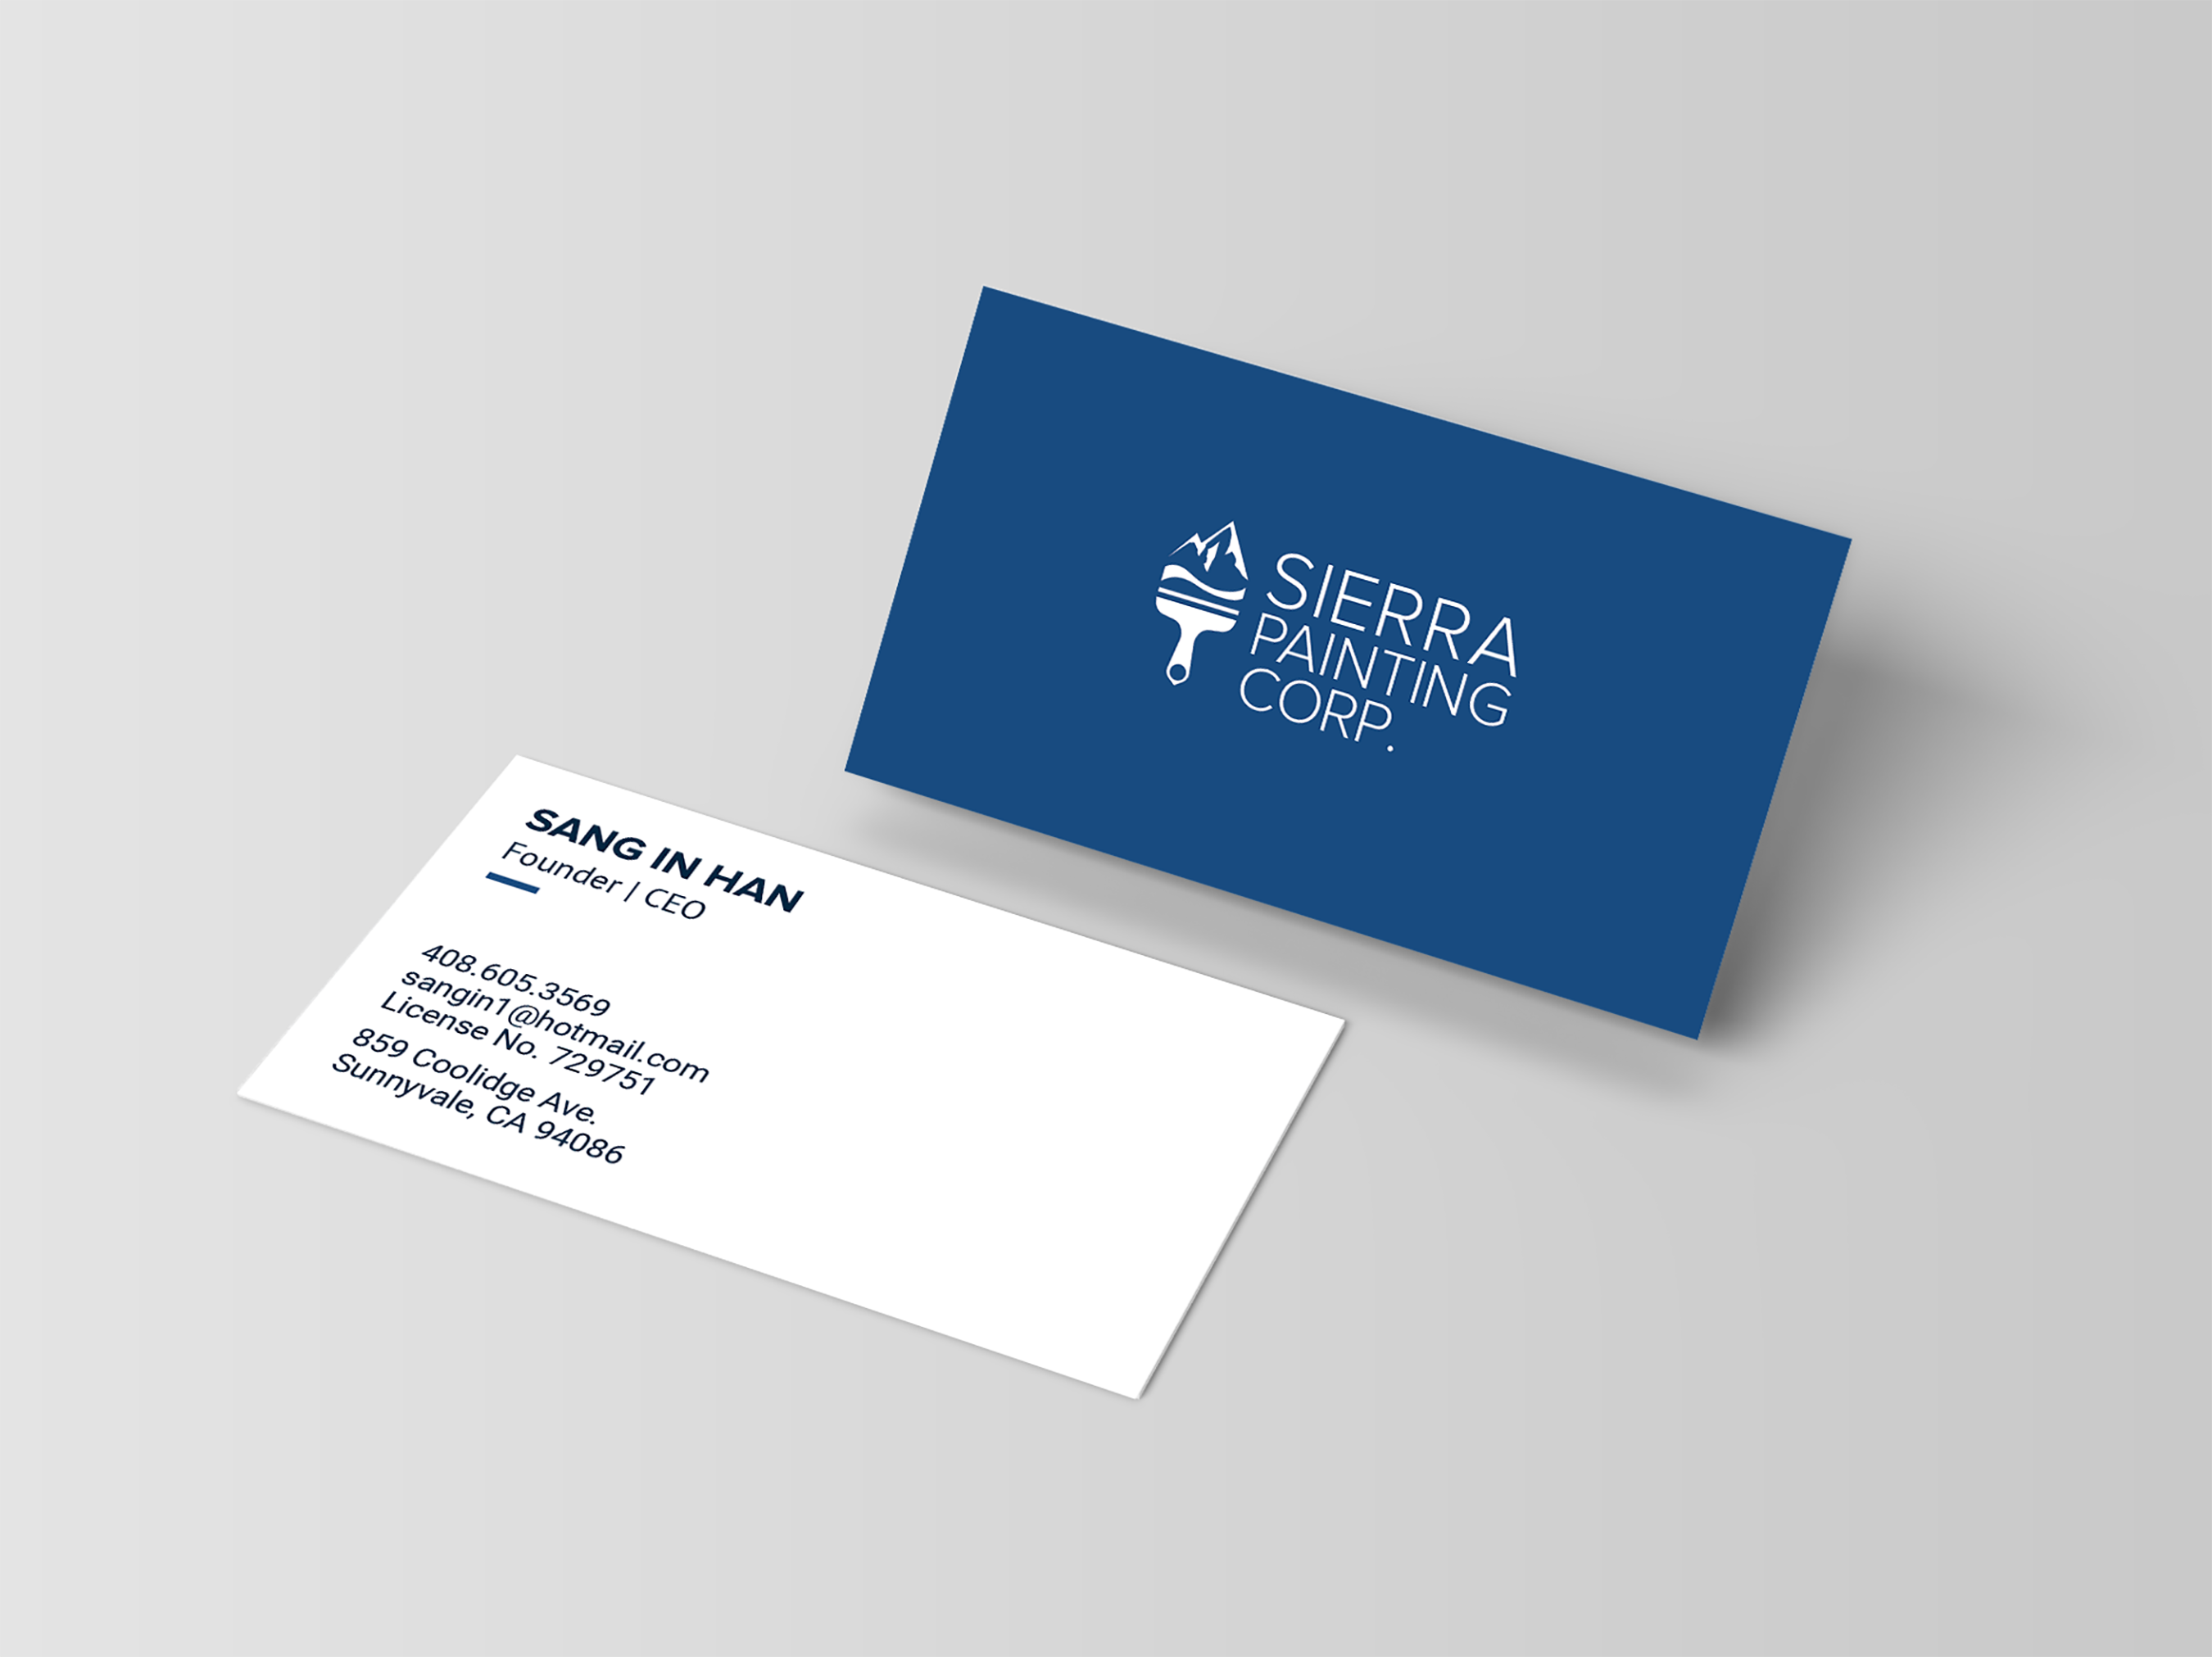 SIERRA
PAINTING
CORP.
SANG IN HAN
Founder | CEO
408.605.3569
sangin1@hotmail.com
License No. 729751
859 Coolidge Ave.
Sunnyvale, CA 94086